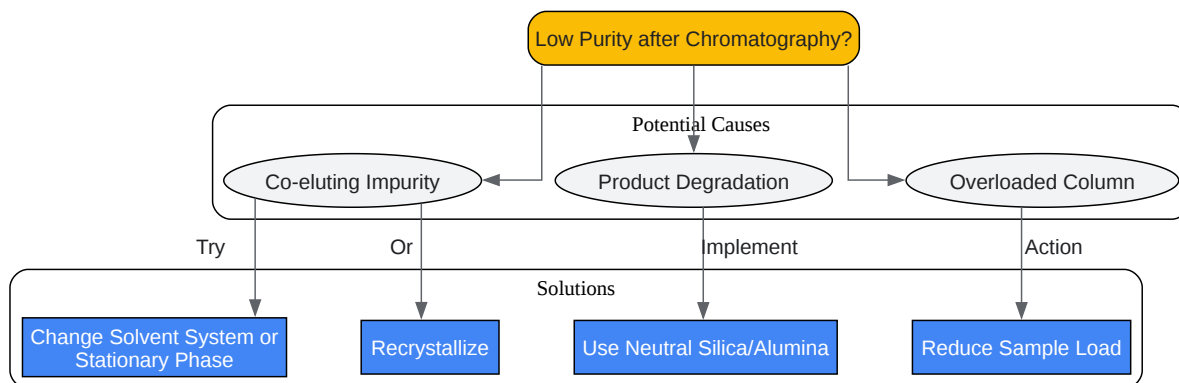 Low Purity after Chromatography?
Potential Causes
Co-eluting Impurity
Product Degradation
Overloaded Column
Try
Or
Implement
Action
Solutions
Change Solvent System or
Stationary Phase
Recrystallize
Use Neutral Silica/Alumina
Reduce Sample Load